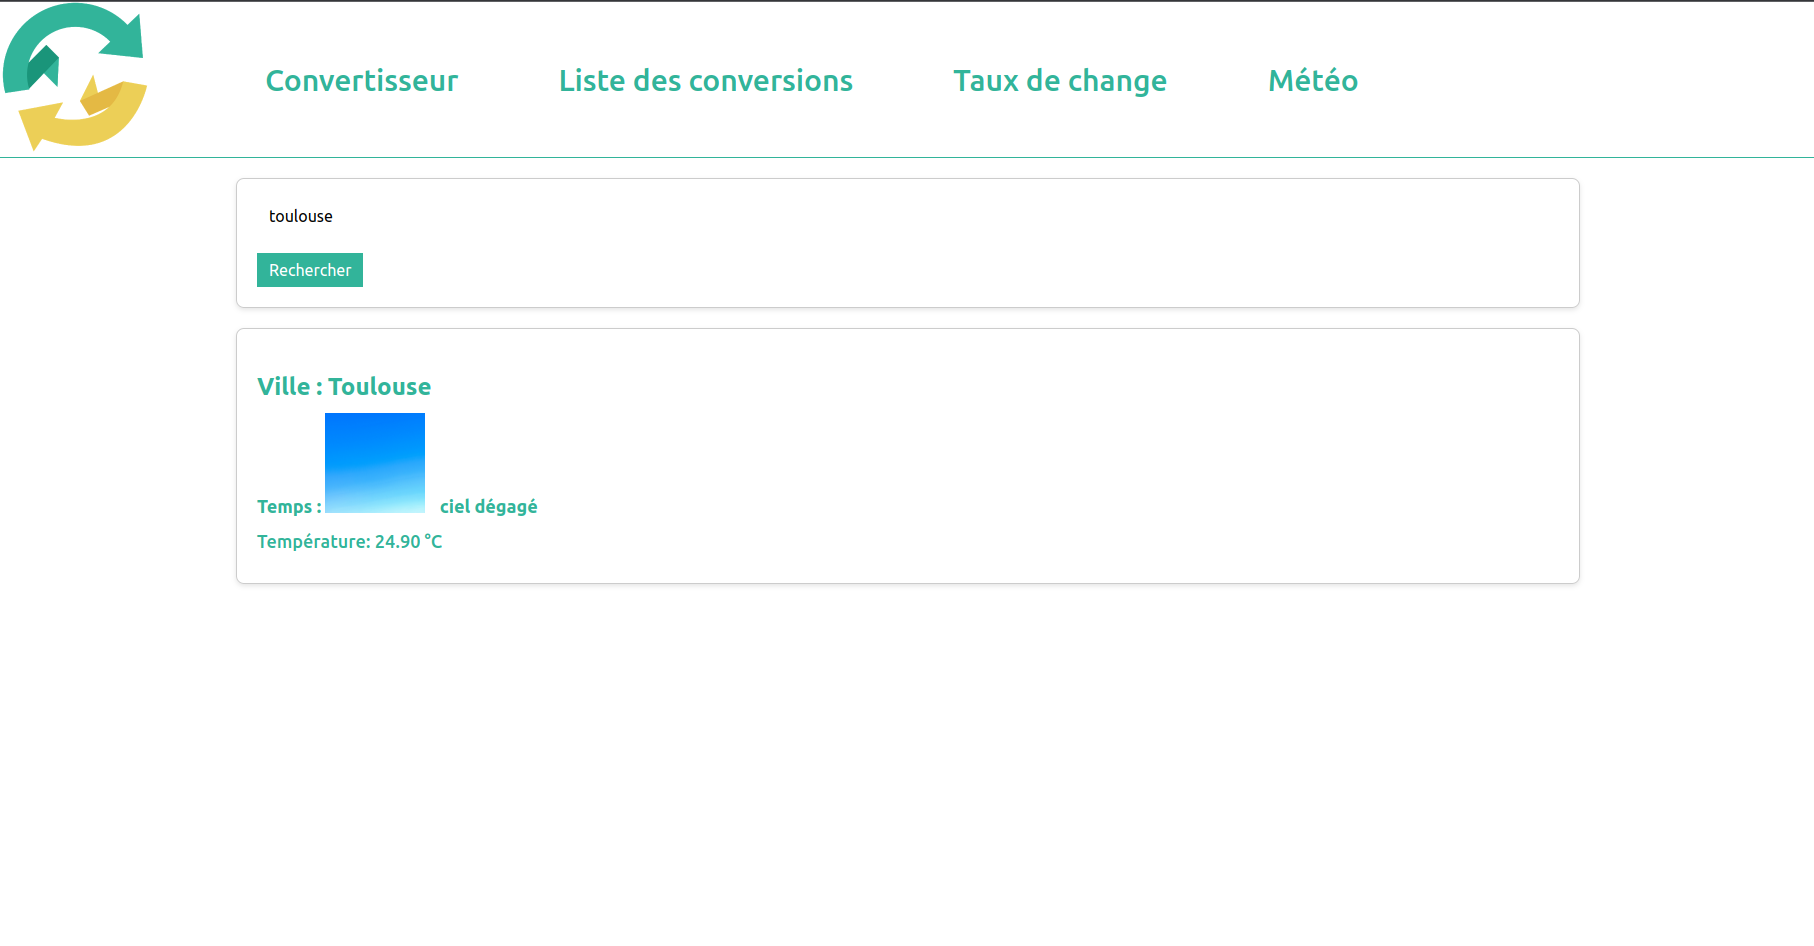 Convertisseur Liste des conversions Taux de change Météo
toulouse
Rechercher
Ville : Toulouse
Temps : ciel dégagé
Température: 24.90 °C